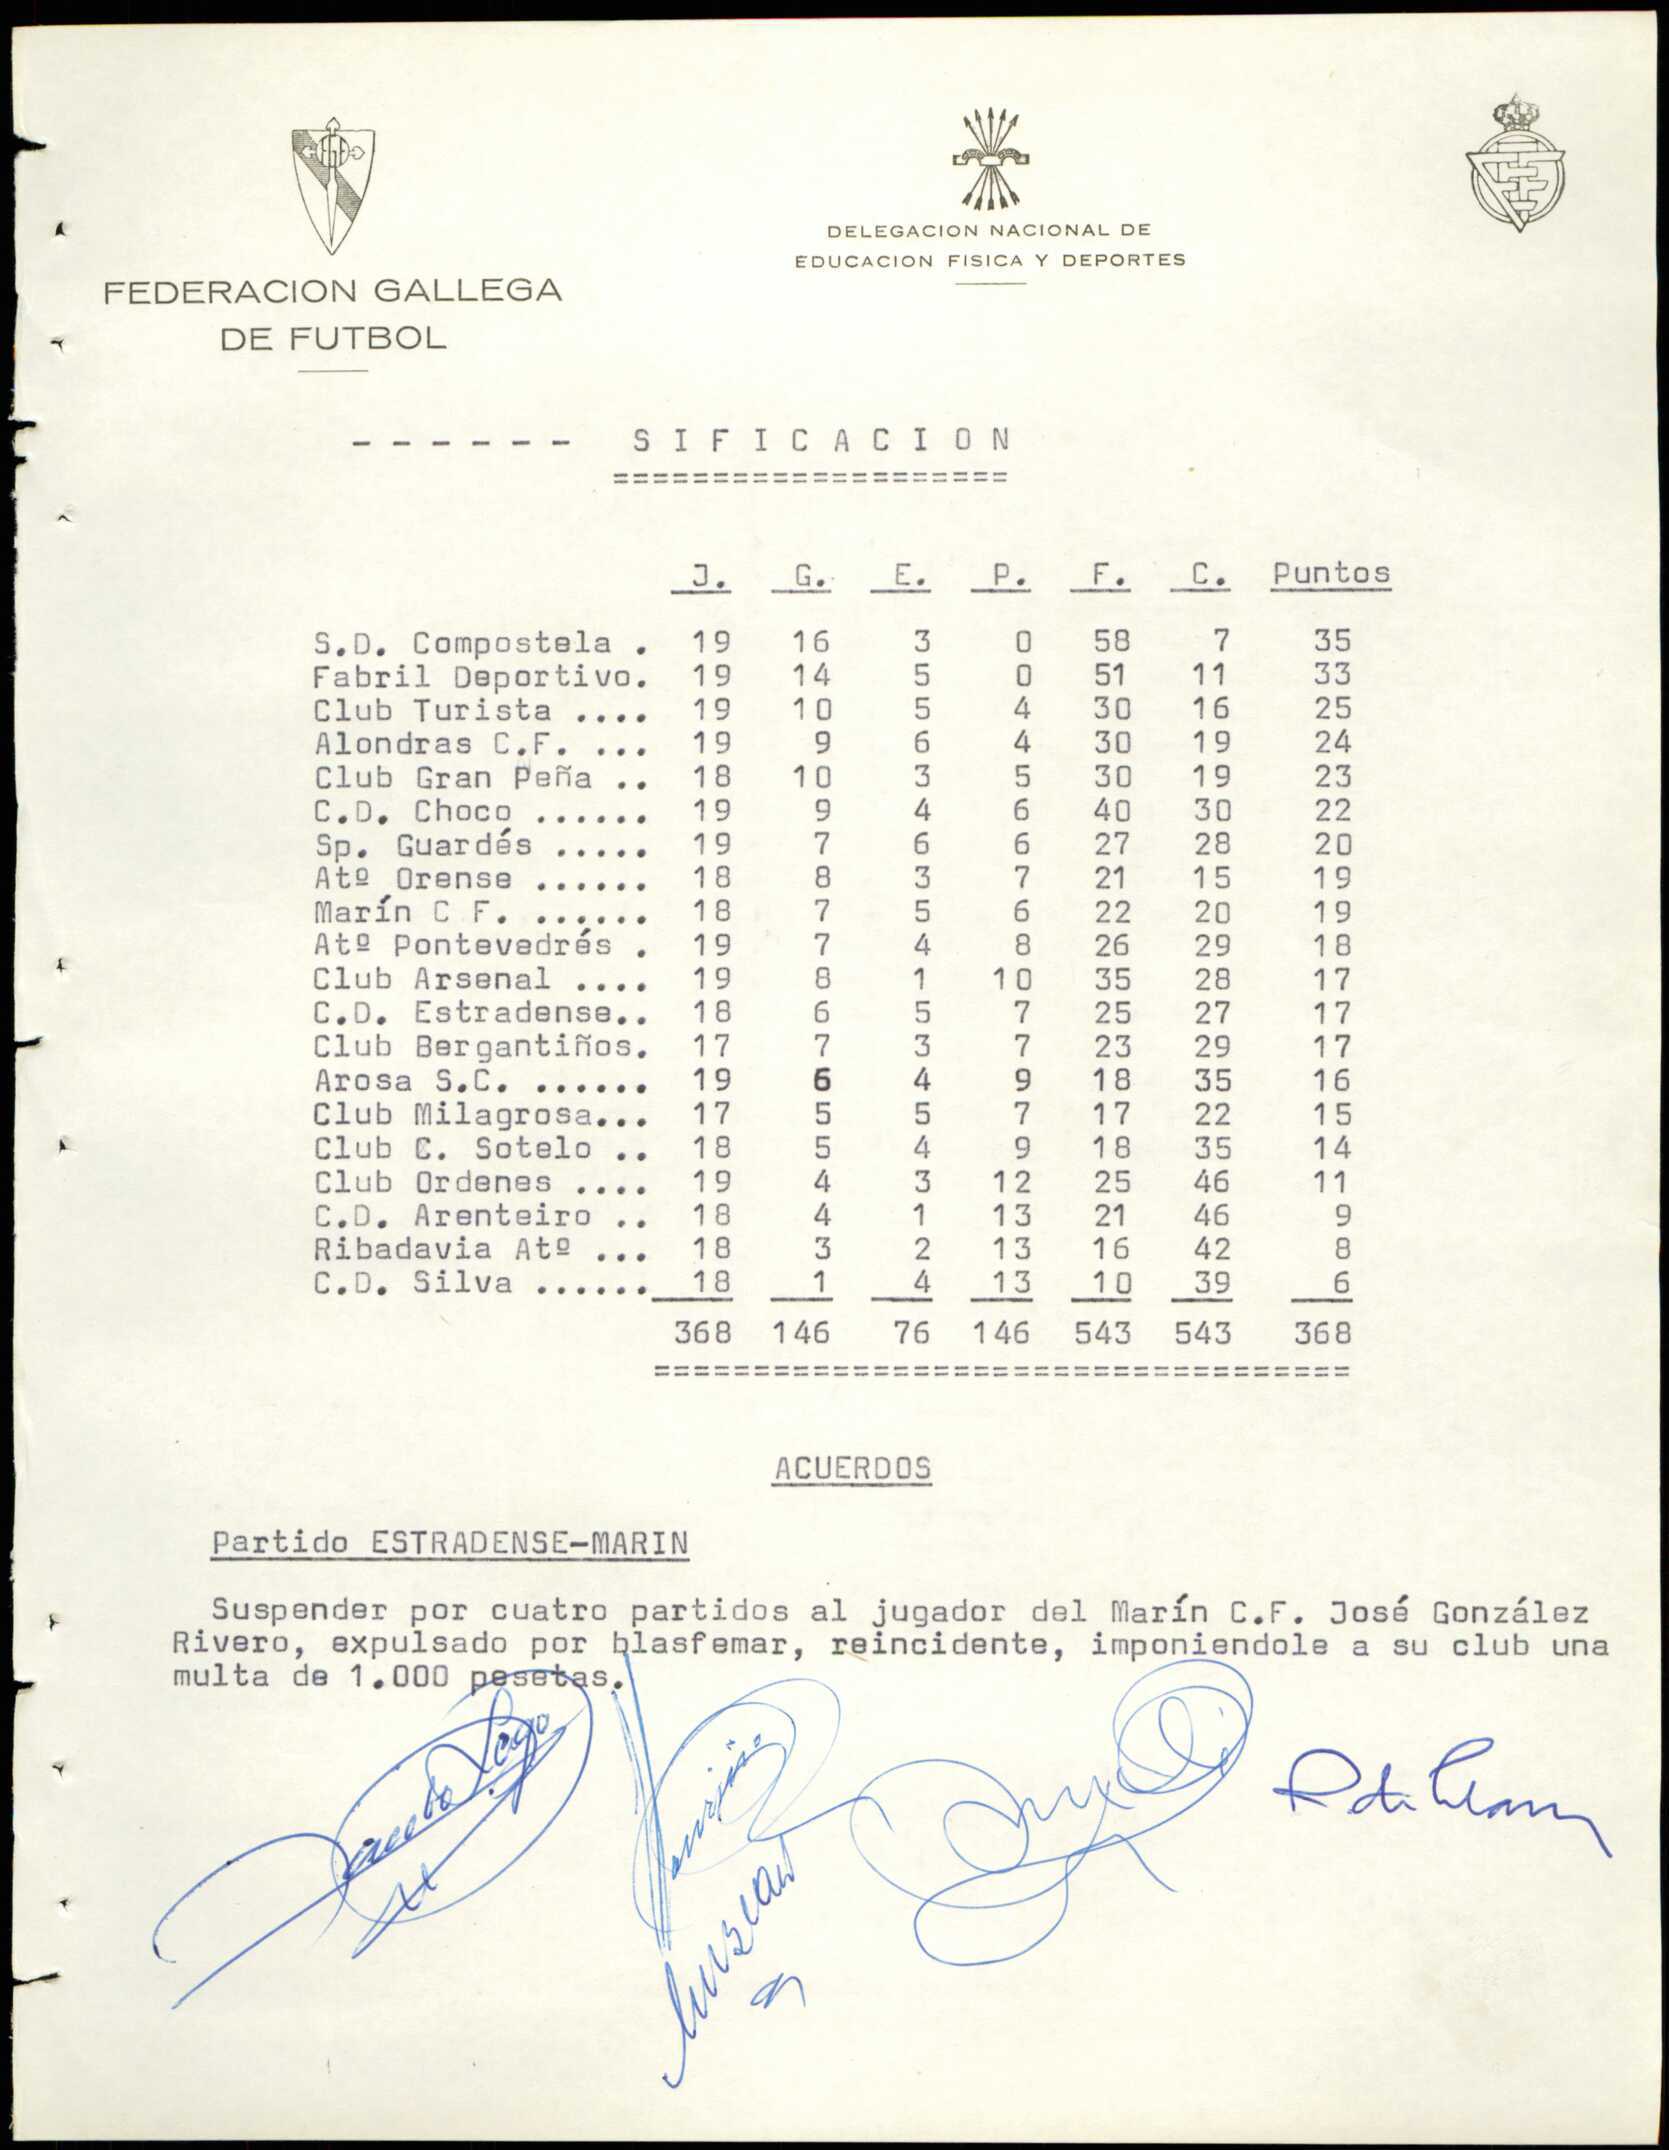 FEDERACION GALLEGA
DE FUTBOL
DELEGACION NACIONAL DE
EDUCACION FISICA Y DEPORTES
- - - - - - S I F I C A C I O N
====================
J. G. E. P. F. C. Puntos
S.D. Compostela . 19 16 3 0 58 7 35
Fabril Deportivo. 19 14 5 0 51 11 33
Club Turista .... 19 10 5 4 30 16 25
Alondras C.F. ... 19 9 6 4 30 19 24
Club Gran Peña .. 18 10 3 5 30 19 23
C.D. Choco ...... 19 9 4 6 40 30 22
Sp. Guardés ..... 19 7 6 6 27 28 20
Atº Orense ...... 18 8 3 7 21 15 19
Marín C F. ...... 18 7 5 6 22 20 19
Atº Pontevedrés . 19 7 4 8 26 29 18
Club Arsenal .... 19 8 1 10 35 28 17
C.D. Estradense.. 18 6 5 7 25 27 17
Club Bergantiños. 17 7 3 7 23 29 17
Arosa S.C. ...... 19 6 4 9 18 35 16
Club Milagrosa... 17 5 5 7 17 22 15
Club C. Sotelo .. 18 5 4 9 18 35 14
Club Ordenes .... 19 4 3 12 25 46 11
C.D. Arenteiro .. 18 4 1 13 21 46 9
Ribadavia Atº ... 18 3 2 13 16 42 8
C.D. Silva ...... 18 1 4 13 10 39 6
368 146 76 146 543 543 368
===================================
ACUERDOS
Partido ESTRADENSE-MARIN
Suspender por cuatro partidos al jugador del Marín C.F. José González
Rivero, expulsado por blasfemar, reincidente, imponiendole a su club una
multa de 1.000 pesetas.